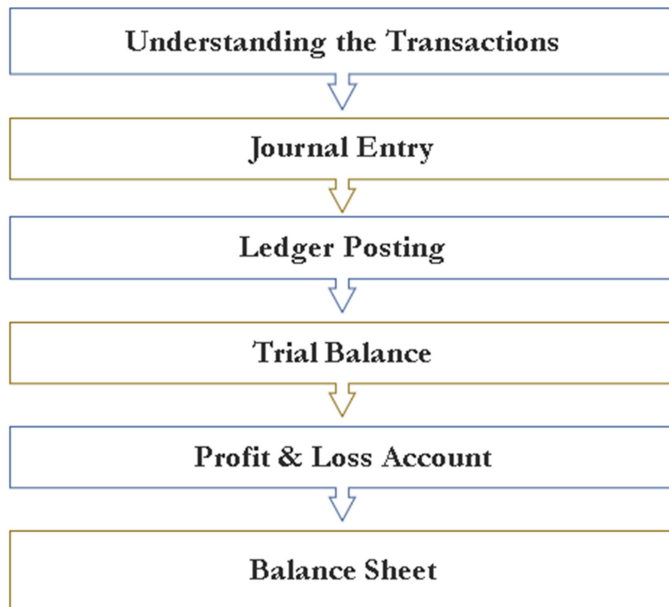 Understanding the Transactions
Journal Entry
Ledger Posting
Trial Balance
Profit & Loss Account
Balance Sheet